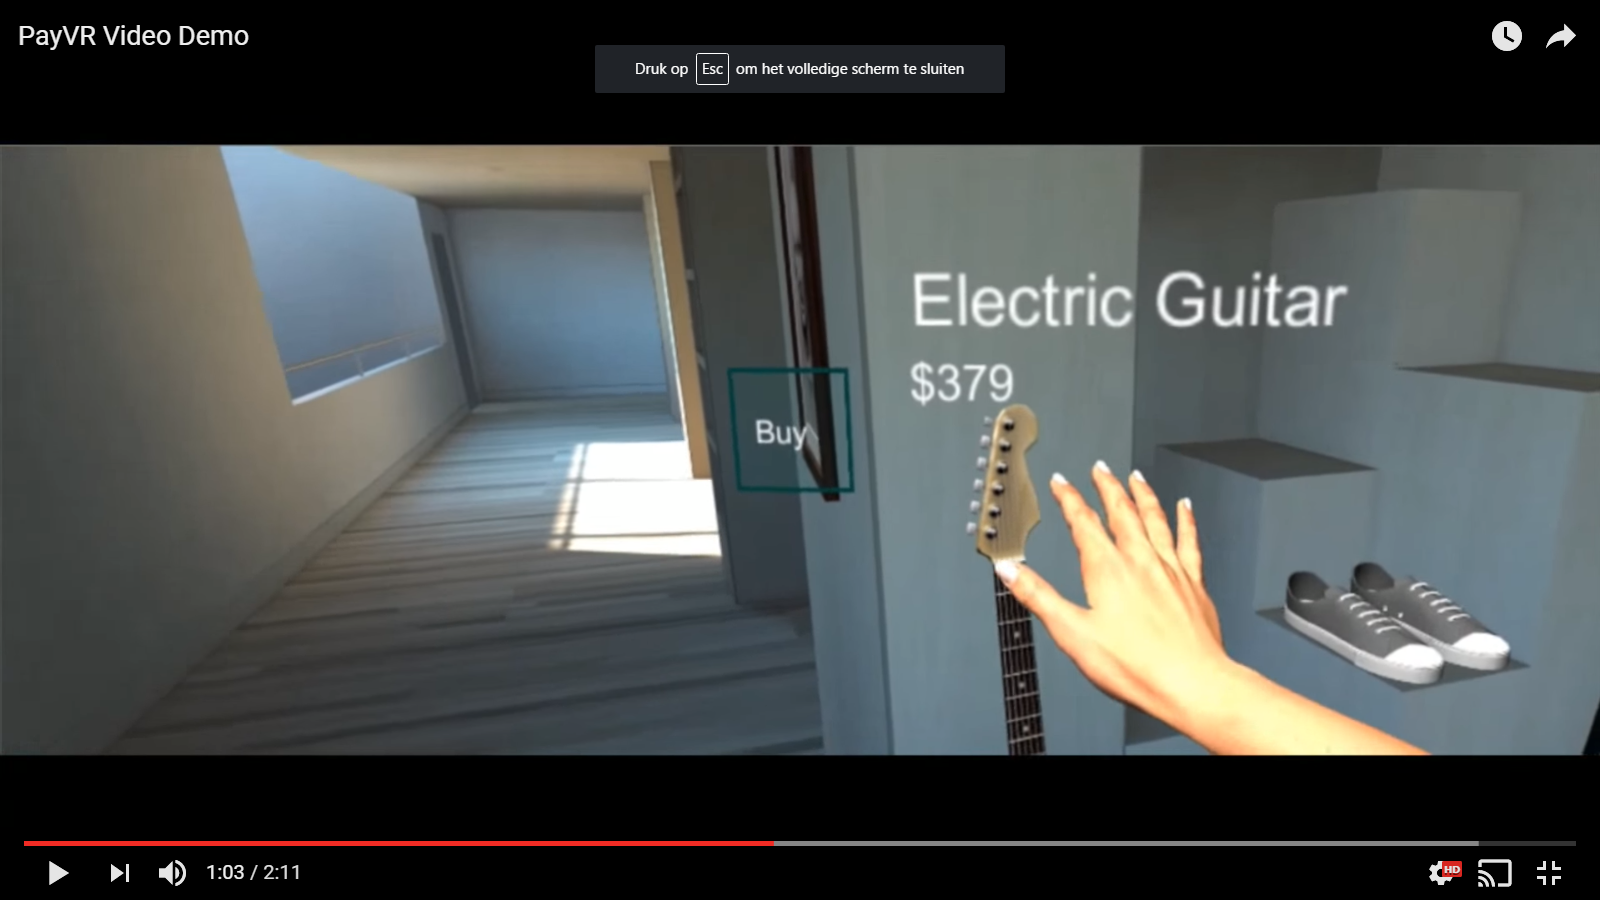 PayVR Video Demo
Druk op Esc om het volledige scherm te sluiten
Electric Guitar
$379
Buy
1:03 / 2:11
HD